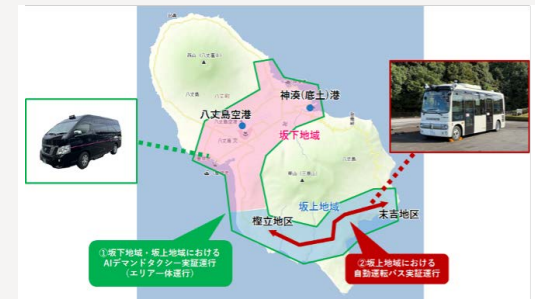 神湊(底土)港
八丈島空港
坂下地域
坂上地域
末吉地区
樫立地区
①坂下地域・坂上地域における
AIデマンドタクシー実証運行
(エリア一体運行)
②坂上地域における
自動運転バス実証運行